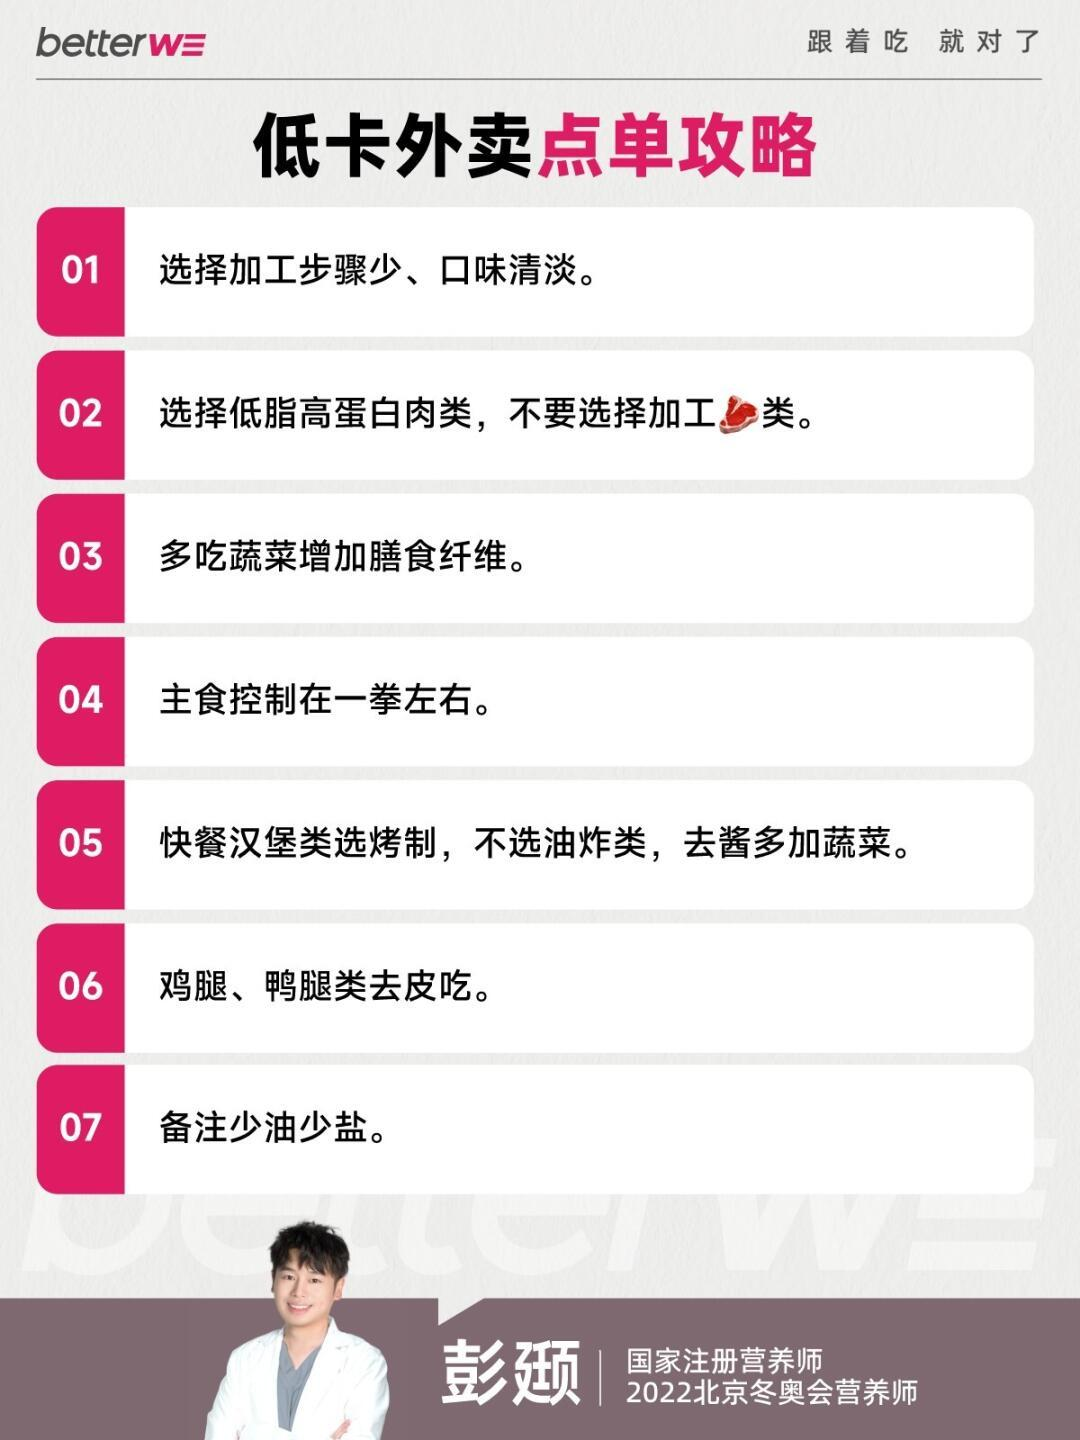 betterWE
跟着吃 就对了
低卡外卖点单攻略
01
选择加工步骤少、口味清淡。
02
选择低脂高蛋白肉类，不要选择加工🥩类。
03
多吃蔬菜增加膳食纤维。
04
主食控制在一拳左右。
05
快餐汉堡类选烤制，不选油炸类，去酱多加蔬菜。
06
鸡腿、鸭腿类去皮吃。
07
备注少油少盐。
betterWE
彭颋
国家注册营养师
2022北京冬奥会营养师